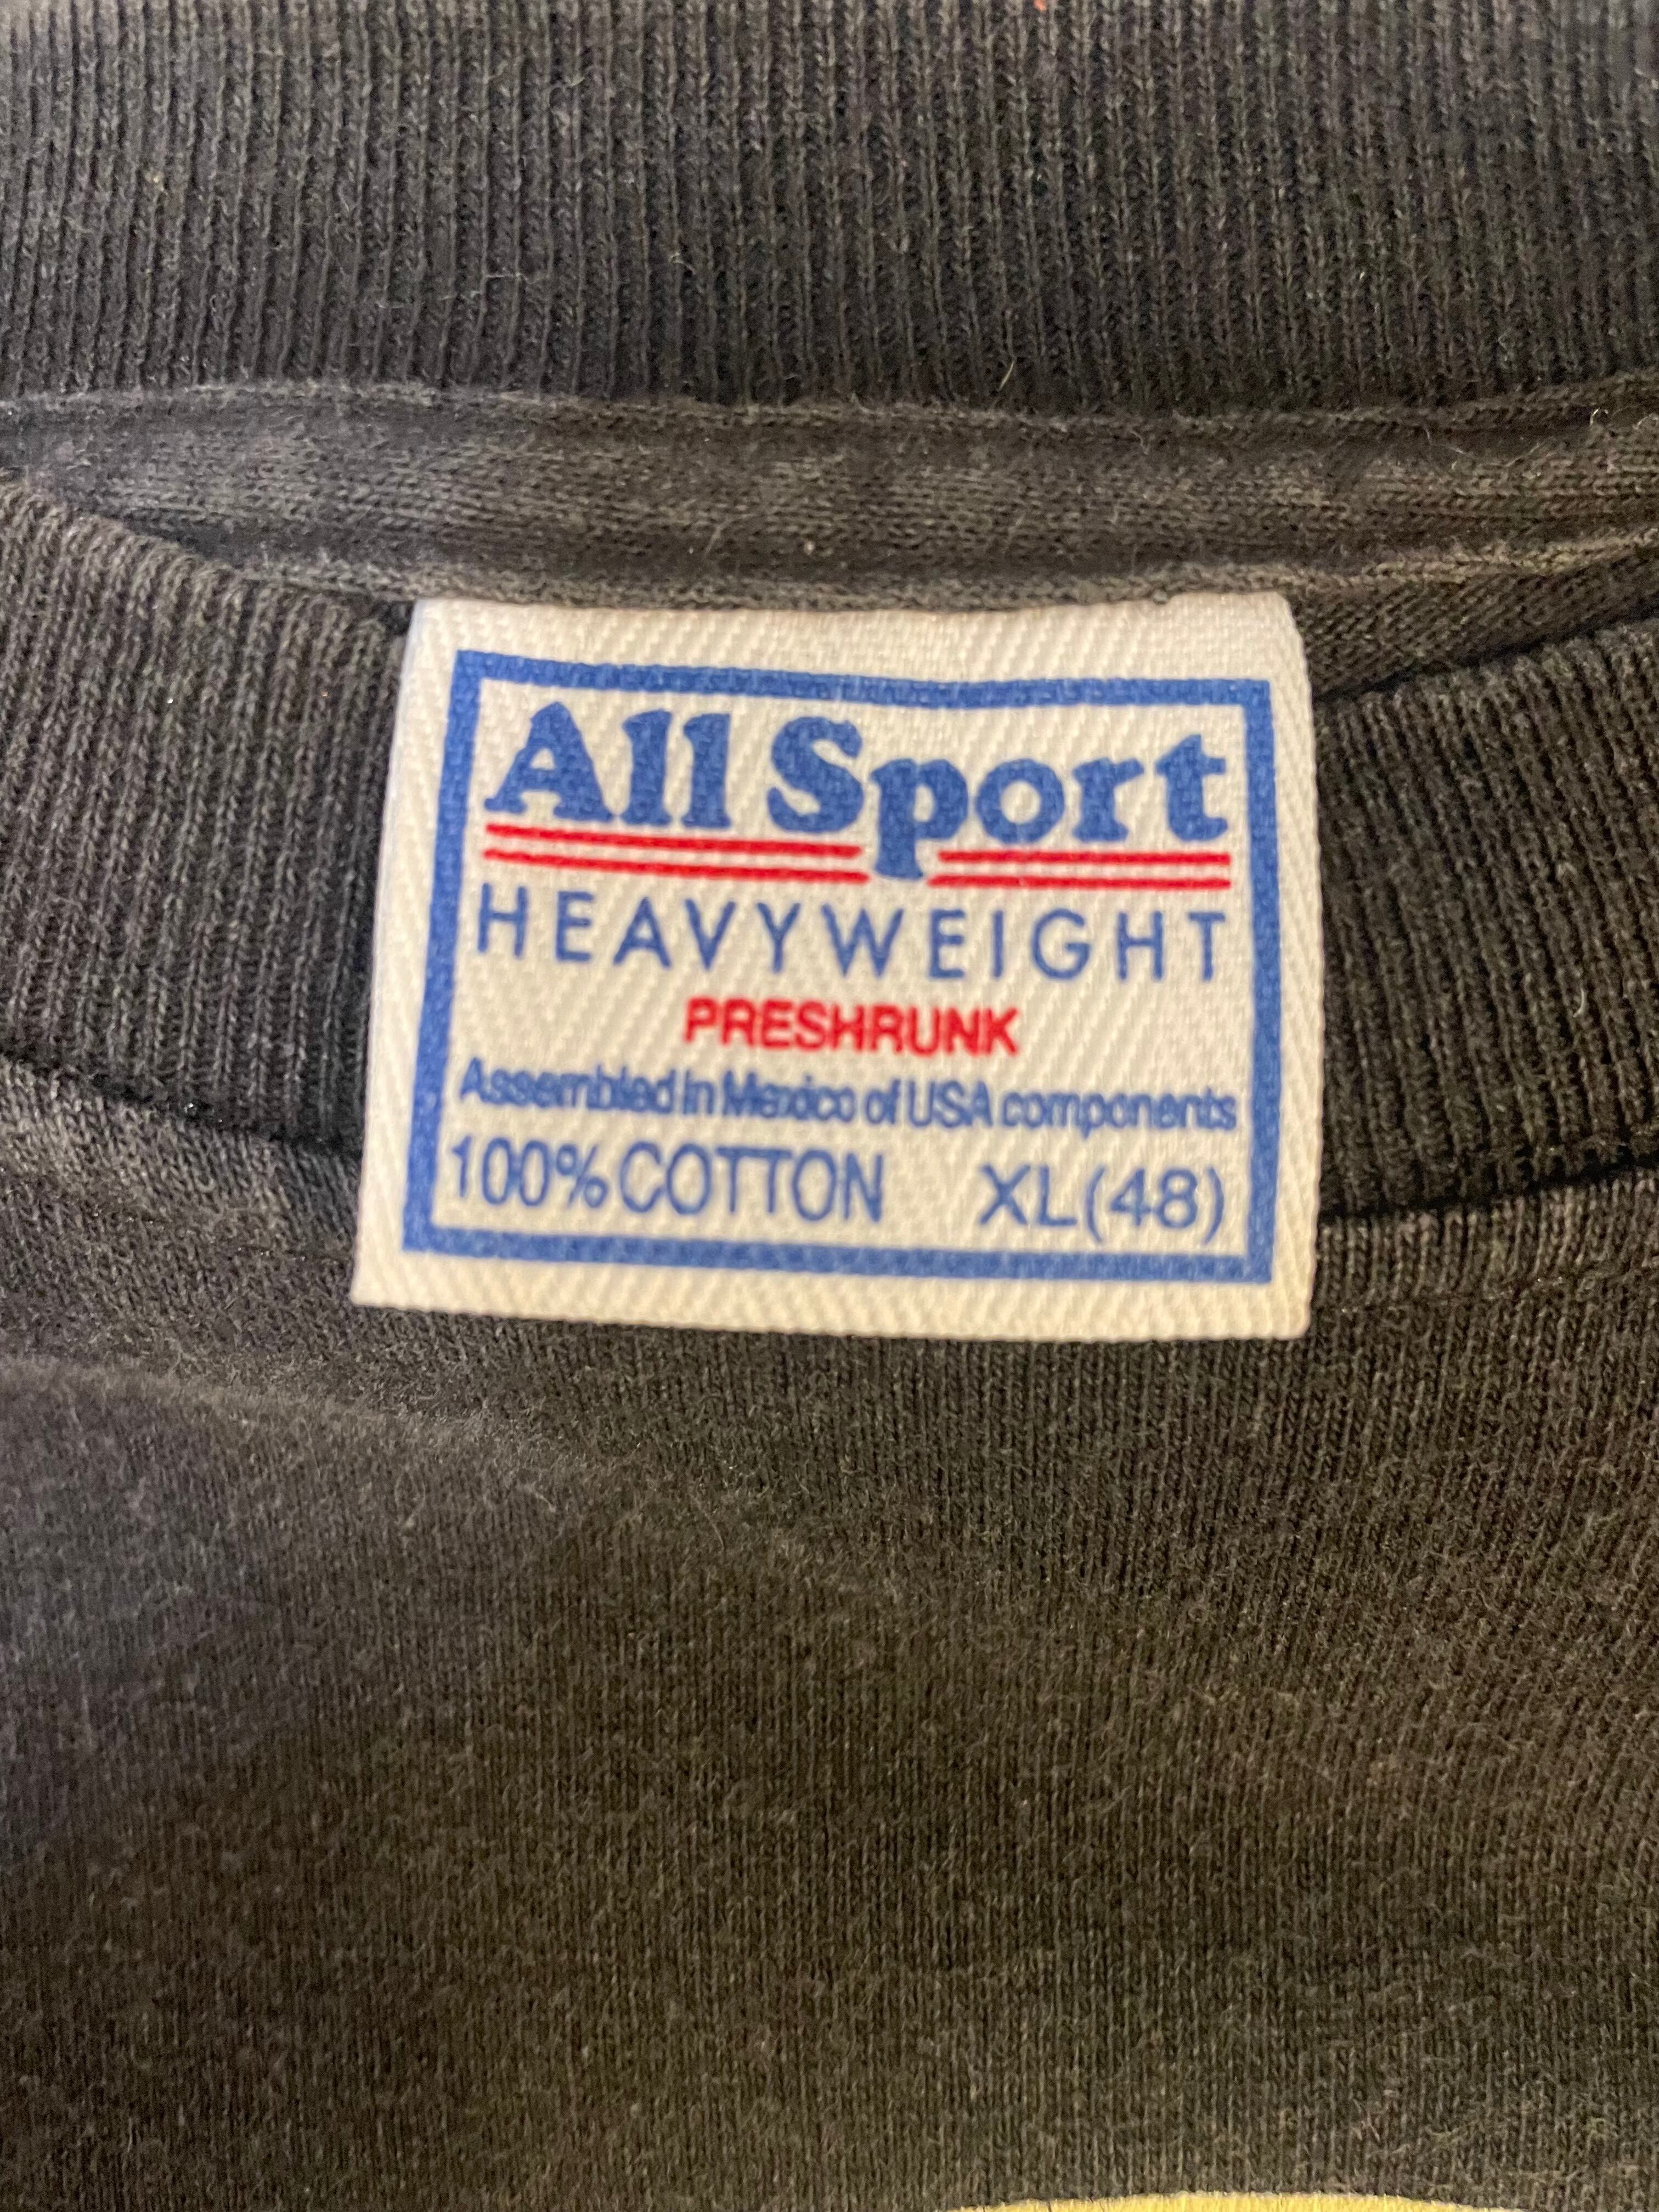 All Sport
HEAVYWEIGHT
PRESHRUNK
Assembled in Mexico of USA components
100% COTTON XL(48)